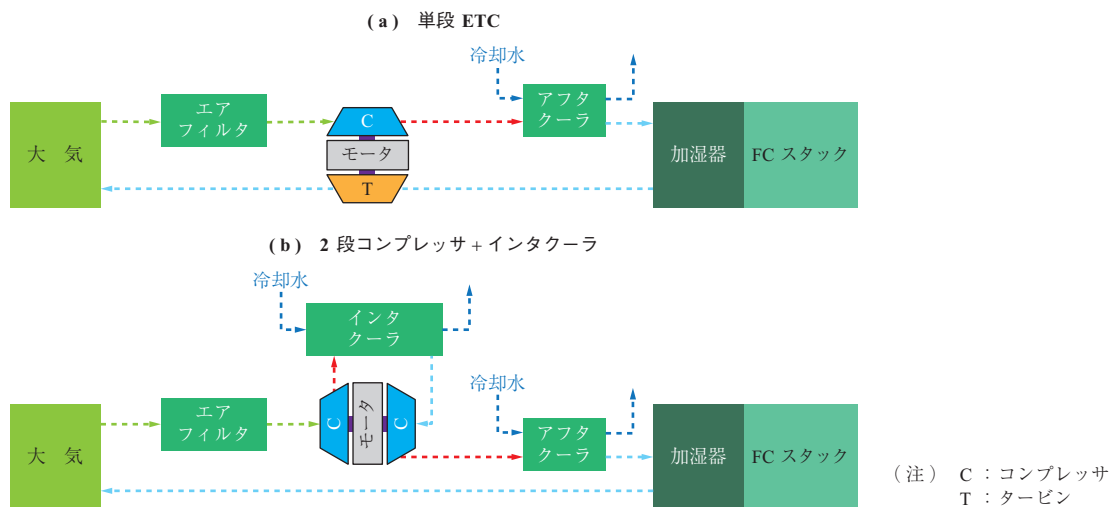 ( a ) 単段 ETC
冷却水
大 気
エア
フィルタ
C
モータ
T
アフタ
クーラ
加湿器
FC スタック
( b ) 2 段コンプレッサ + インタクーラ
冷却水
インタ
クーラ
大 気
エア
フィルタ
C
モータ
C
冷却水
アフタ
クーラ
加湿器
FC スタック
( 注 ) C : コンプレッサ
T : タービン